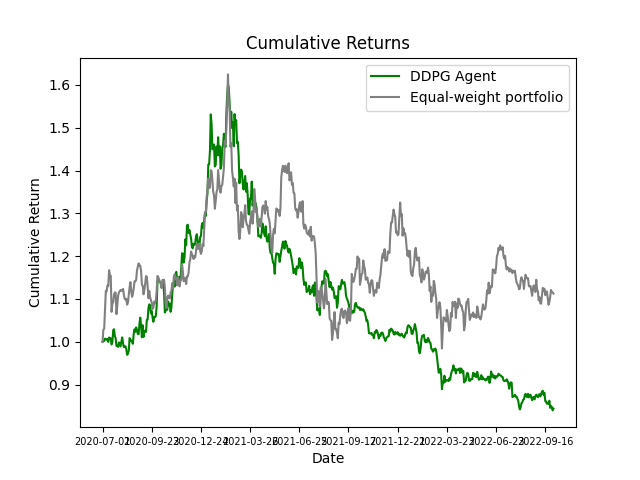 Cumulative Returns
DDPG Agent
Equal-weight portfolio
Cumulative Return
1.6
1.5
1.4
1.3
1.2
1.1
1.0
0.9
2020-07-01 2020-09-23 2020-12-24 2021-03-26 2021-06-25 2021-09-17 2021-12-22 2022-03-23 2022-06-23 2022-09-16
Date